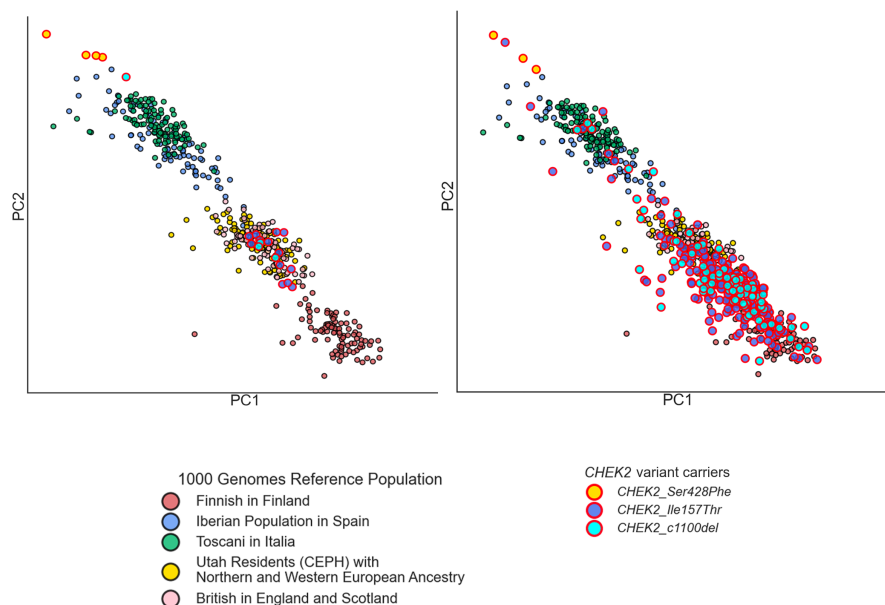 PC2
PC1
PC2
PC1
1000 Genomes Reference Population
Finnish in Finland
Iberian Population in Spain
Toscani in Italia
Utah Residents (CEPH) with
Northern and Western European Ancestry
British in England and Scotland
CHEK2 variant carriers
CHEK2_Ser428Phe
CHEK2_Ile157Thr
CHEK2_c1100del